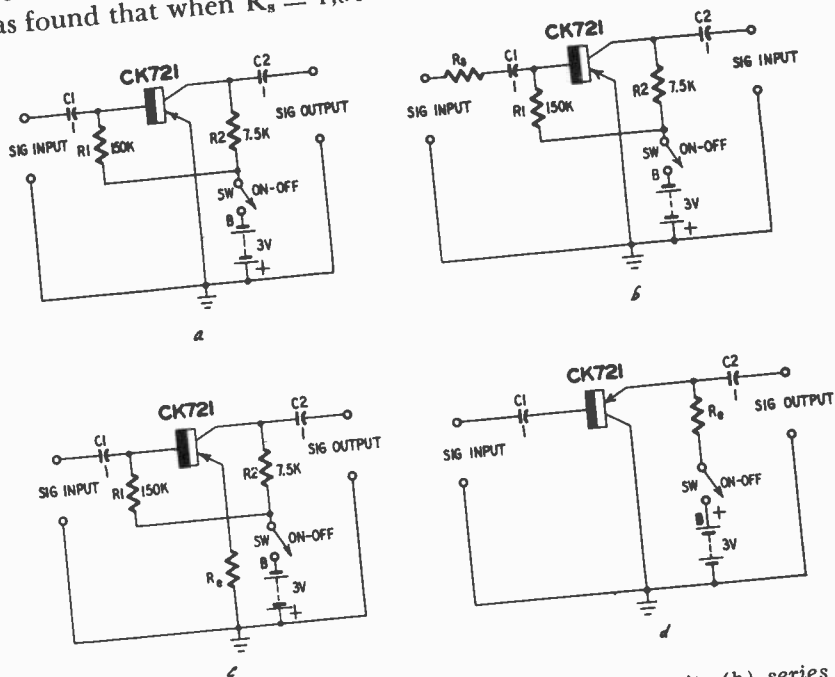 as found that when Rs =
CK721
C1
C2
R1 150K
R2 7.5K
SIG INPUT
SIG OUTPUT
SW ON-OFF
B
3V
+
a
CK721
Rs
C1
C2
R1 150K
R2 7.5K
SIG INPUT
SIG INPUT
SW ON-OFF
B
3V
+
b
CK721
C1
C2
R1 150K
R2 7.5K
SIG INPUT
SIG OUTPUT
SW ON-OFF
B
Re
3V
+
c
CK721
C1
C2
Re
SIG INPUT
SIG OUTPUT
SW ON-OFF
+
B
3V
d
(b) series